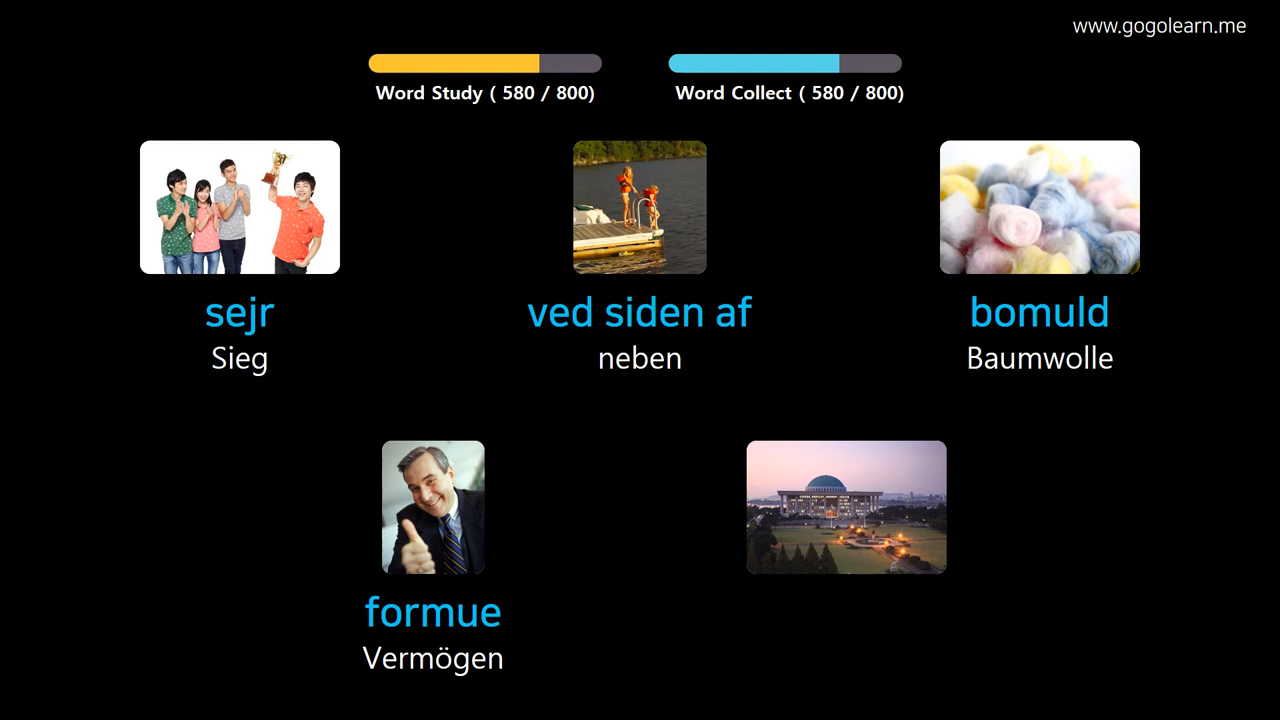 www.gogolearn.me
Word Study ( 580 / 800)
Word Collect ( 580 / 800)
sejr
Sieg
ved siden af
neben
bomuld
Baumwolle
formue
Vermögen